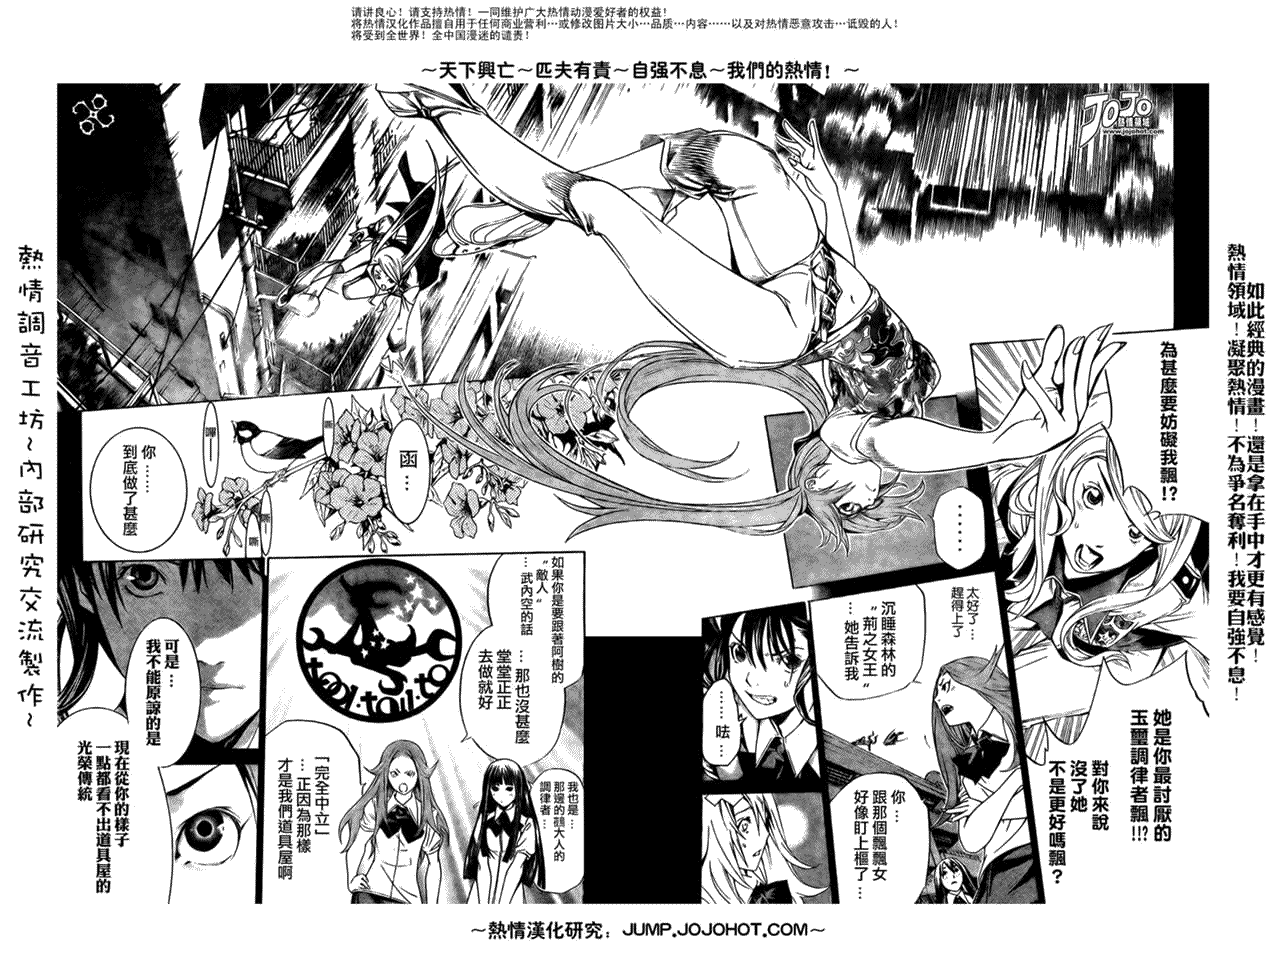 请讲良心！请支持热情！一同维护广大热情动漫爱好者的权益！
将热情汉化作品擅自用于任何商业营利…或修改图片大小…品质…内容……以及对热情恶意攻击…诋毁的人！
将受到全世界！全中国漫迷的谴责！
～天下興亡～匹夫有責～自强不息～我們的熱情！～
JOJO
熱情領域
www.jojohot.com
如此經典的漫畫！還是拿在手中才更有感覺！
熱情領域！凝聚熱情！不為爭名奪利！我要自強不息！
熱情調音工坊～內部研究交流製作～
為甚麼要妨礙我飄!?
她是你最討厭的
玉璽調律者飄!!?
對你來說
沒了她
不是更好嗎飄？
……
太好了…
趕得上了
沉睡森林的
"荊之女王"
…她告訴我
你…
跟那個飄飄女
好像盯上樞了…
……呿
函…
嘶
嘶
嘶
你……
到底做了甚麼
如果你是要跟著阿樹的
"敵人"
…武內空的話
…那也沒甚麼
堂堂正正
去做就好
我也是…
那邊的鵺大人的
調律者…
tool·toul·to
「完全中立」
…正因為那樣
才是我們道具屋啊
可是…
我不能原諒的是
現在從你的樣子
一點都看不出道具屋的
光榮傳統
～熱情漢化研究：JUMP.JOJOHOT.COM～